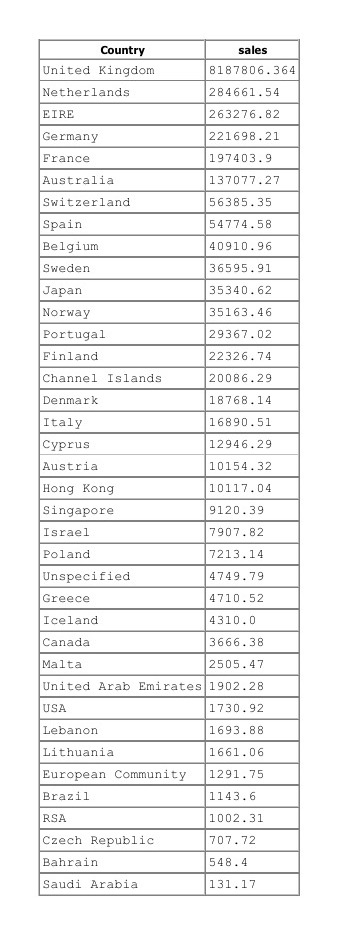 Country sales
United Kingdom 8187806.364
Netherlands 284661.54
EIRE 263276.82
Germany 221698.21
France 197403.9
Australia 137077.27
Switzerland 56385.35
Spain 54774.58
Belgium 40910.96
Sweden 36595.91
Japan 35340.62
Norway 35163.46
Portugal 29367.02
Finland 22326.74
Channel Islands 20086.29
Denmark 18768.14
Italy 16890.51
Cyprus 12946.29
Austria 10154.32
Hong Kong 10117.04
Singapore 9120.39
Israel 7907.82
Poland 7213.14
Unspecified 4749.79
Greece 4710.52
Iceland 4310.0
Canada 3666.38
Malta 2505.47
United Arab Emirates 1902.28
USA 1730.92
Lebanon 1693.88
Lithuania 1661.06
European Community 1291.75
Brazil 1143.6
RSA 1002.31
Czech Republic 707.72
Bahrain 548.4
Saudi Arabia 131.17